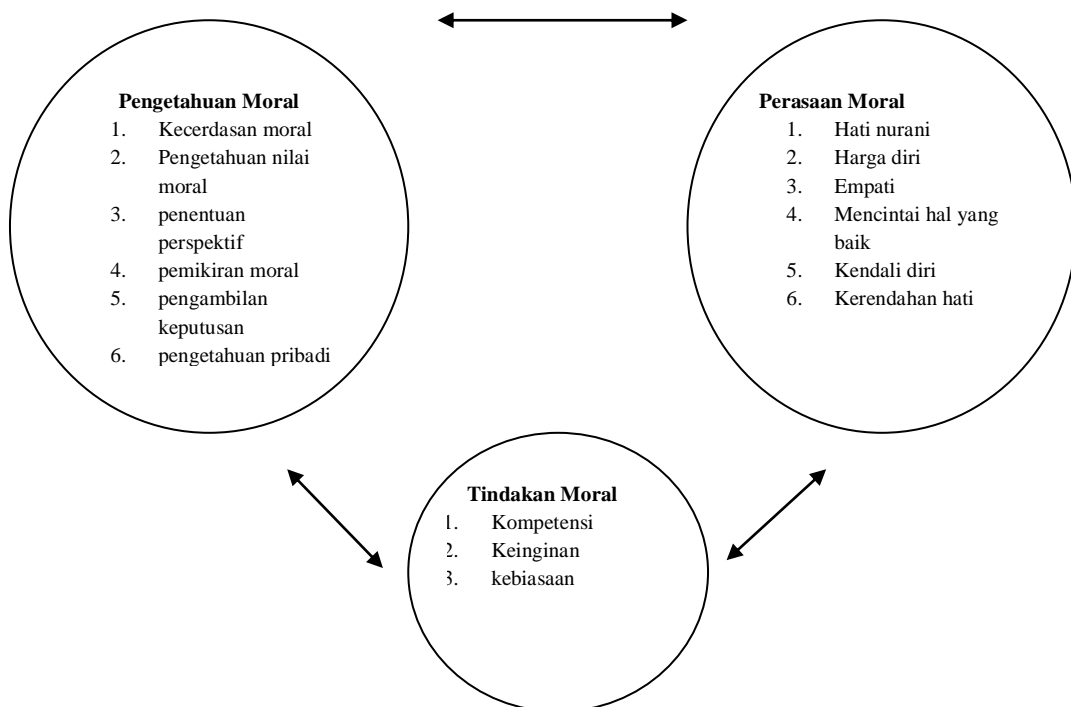 Pengetahuan Moral
1. Kecerdasan moral
2. Pengetahuan nilai
moral
3. penentuan
perspektif
4. pemikiran moral
5. pengambilan
keputusan
6. pengetahuan pribadi
Perasaan Moral
1. Hati nurani
2. Harga diri
3. Empati
4. Mencintai hal yang
baik
5. Kendali diri
6. Kerendahan hati
Tindakan Moral
1. Kompetensi
2. Keinginan
3. kebiasaan